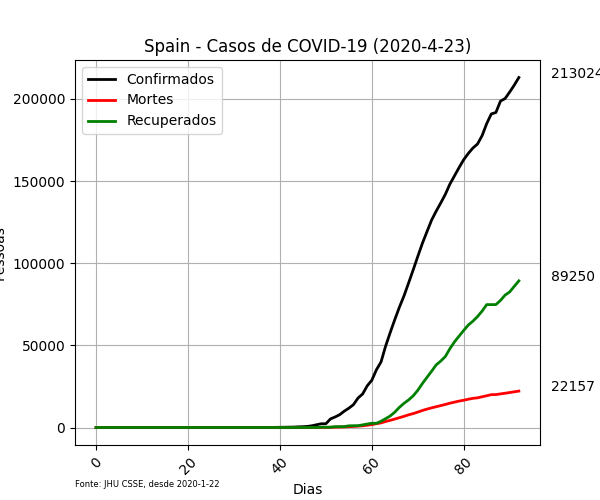 Spain - Casos de COVID-19 (2020-4-23)
Confirmados
Mortes
Recuperados
213024
89250
22157
200000
150000
100000
50000
0
0
20
40
60
80
Dias
Fonte: JHU CSSE, desde 2020-1-22